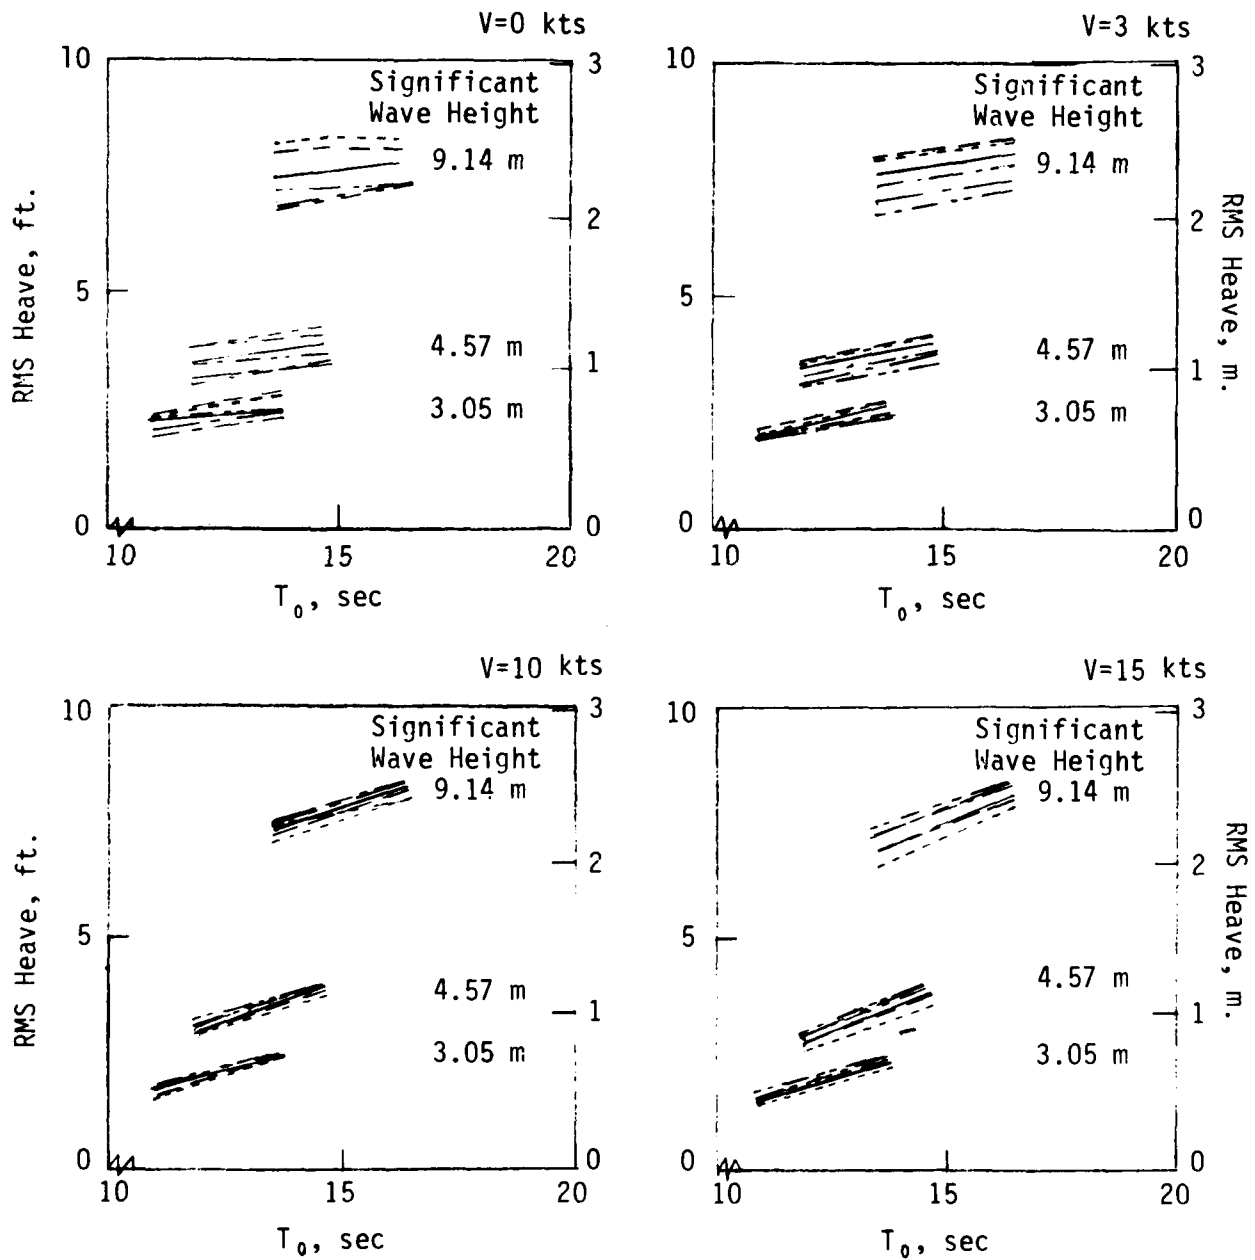 V=0 kts
10
3
Significant
Wave Height
9.14 m
2
5
4.57 m
1
3.05 m
0
0
10
15
20
RMS Heave, ft.
T₀, sec
V=3 kts
10
3
Significant
Wave Height
9.14 m
2
5
4.57 m
1
3.05 m
0
0
10
15
20
RMS Heave, m.
T₀, sec
V=10 kts
10
3
Significant
Wave Height
9.14 m
2
5
4.57 m
1
3.05 m
0
0
10
15
20
RMS Heave, ft.
T₀, sec
V=15 kts
10
3
Significant
Wave Height
9.14 m
2
5
4.57 m
1
3.05 m
0
0
10
15
20
RMS Heave, m.
T₀, sec